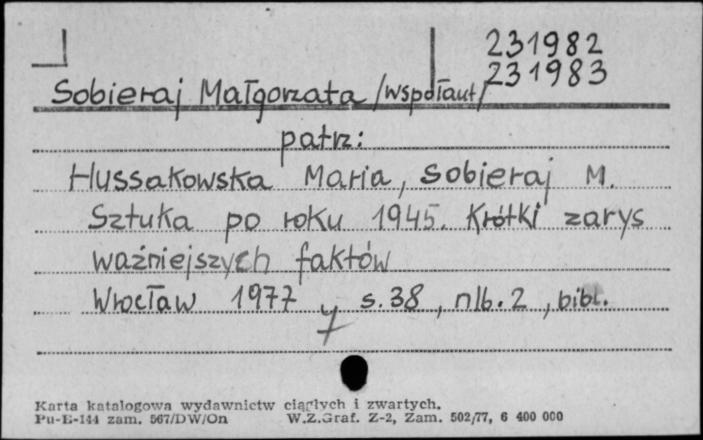 231982
231983
Sobieraj Małgorzata /współaut/
patrz:
Hussakowska Maria, Sobieraj M.
Sztuka po roku 1945. Krótki zarys
ważniejszych faktów
Wrocław 1977, s. 38, nlb. 2, bibl.
Karta katalogowa wydawnictw ciągłych i zwartych.
Pu-E-144 zam. 567/DW/On W.Z.Graf. Z-2, Zam. 502/77, 6 400 000